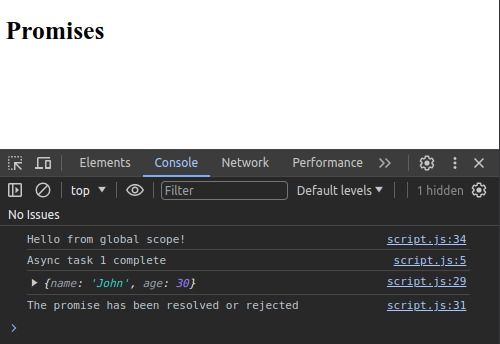 Promises
Elements Console Network Performance
top Filter Default levels 1 hidden
No Issues
Hello from global scope! script.js:34
Async task 1 complete script.js:5
{name: 'John', age: 30} script.js:29
The promise has been resolved or rejected script.js:31